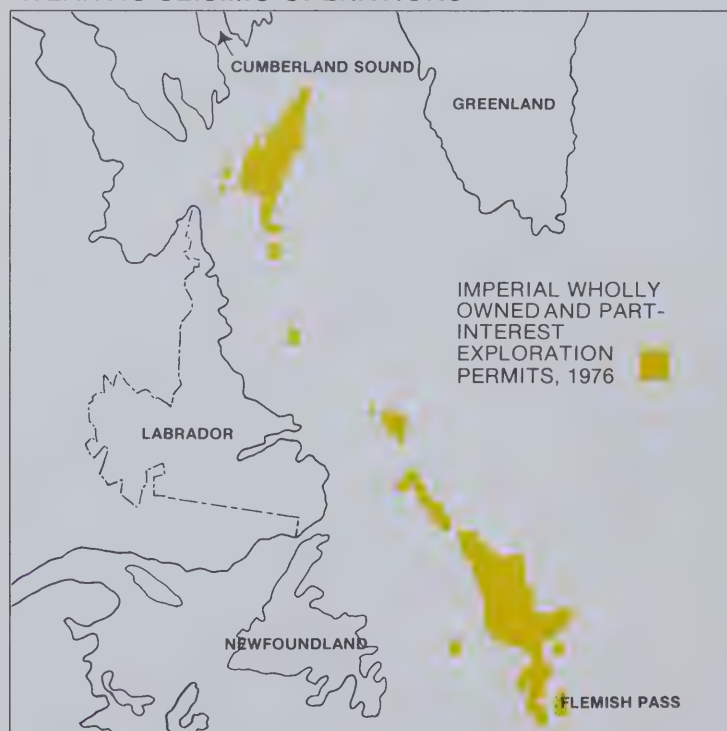 CUMBERLAND SOUND
GREENLAND
IMPERIAL WHOLLY
OWNED AND PART-
INTEREST
EXPLORATION
PERMITS, 1976
LABRADOR
NEWFOUNDLAND
FLEMISH PASS